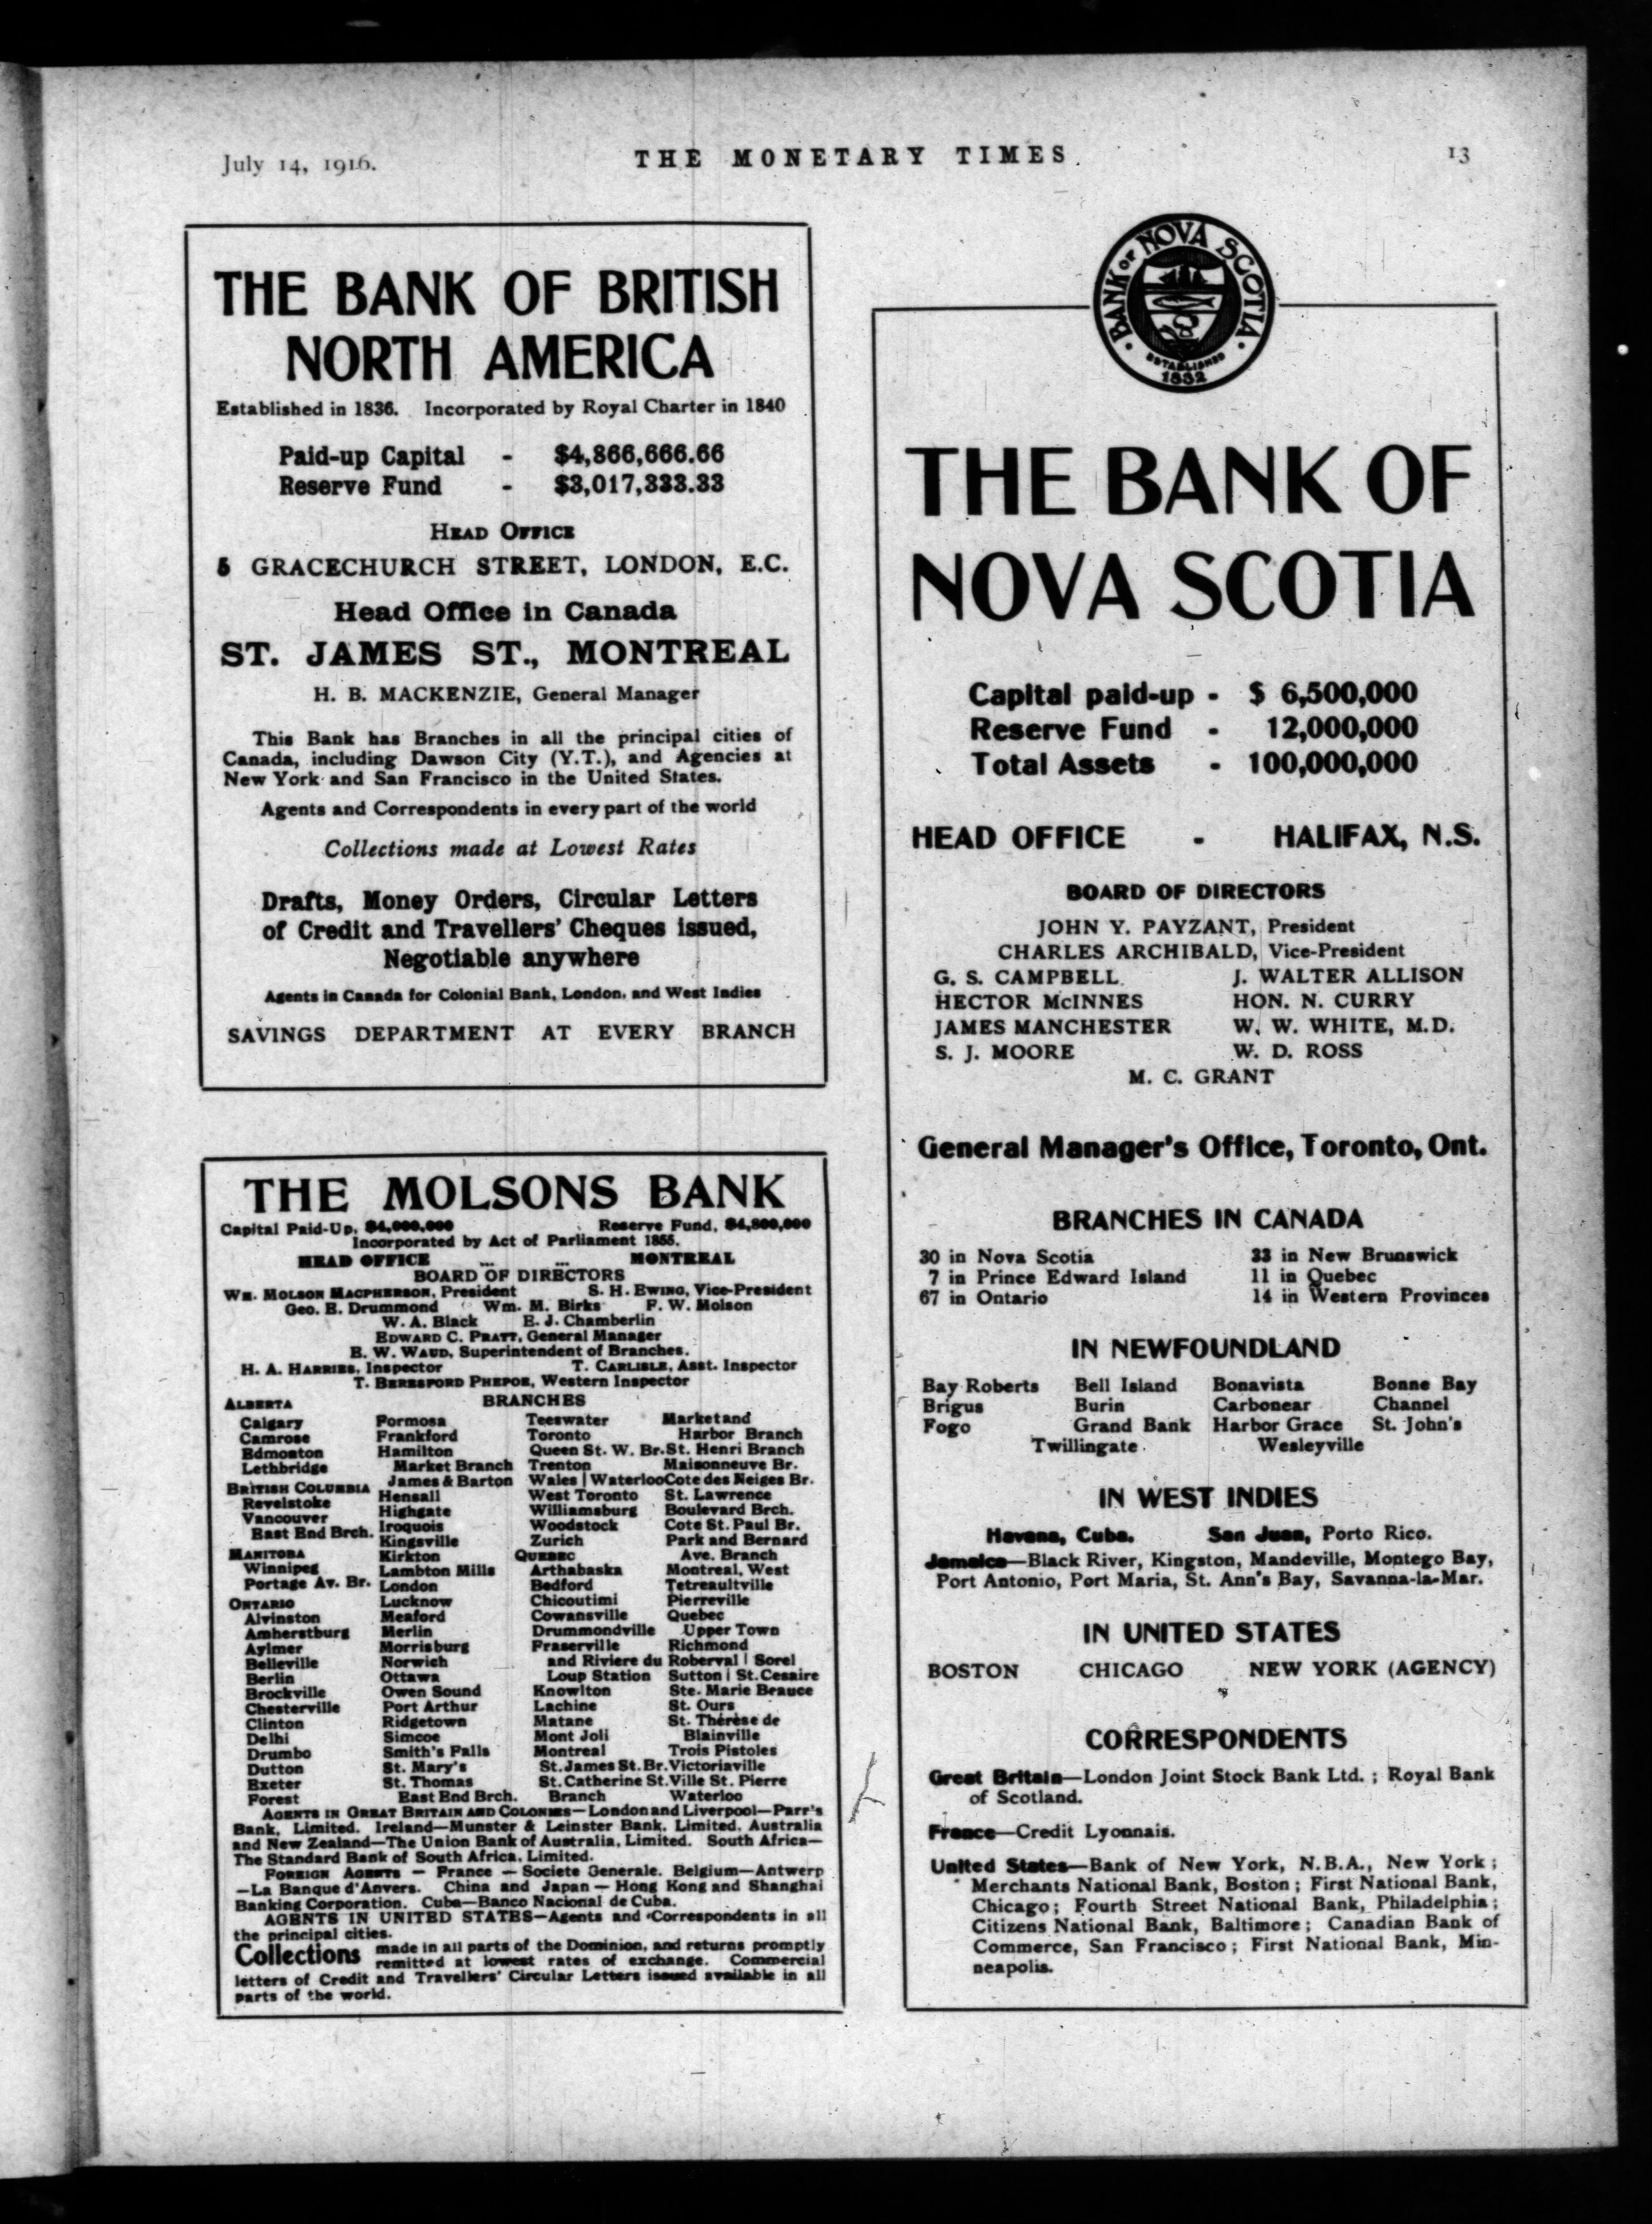 July 14, 1916.
THE MONETARY TIMES
13
THE BANK OF BRITISH
NORTH AMERICA
Established in 1836. Incorporated by Royal Charter in 1840
Paid-up Capital - $4,866,666.66
Reserve Fund - $3,017,333.33
HEAD OFFICE
5 GRACECHURCH STREET, LONDON, E.C.
Head Office in Canada
ST. JAMES ST., MONTREAL
H. B. MACKENZIE, General Manager
This Bank has Branches in all the principal cities of
Canada, including Dawson City (Y.T.), and Agencies at
New York and San Francisco in the United States.
Agents and Correspondents in every part of the world
Collections made at Lowest Rates
Drafts, Money Orders, Circular Letters
of Credit and Travellers' Cheques issued,
Negotiable anywhere
Agents in Canada for Colonial Bank, London, and West Indies
SAVINGS DEPARTMENT AT EVERY BRANCH
THE MOLSONS BANK
Capital Paid-Up, $4,000,000 Reserve Fund, $4,800,000
Incorporated by Act of Parliament 1855.
HEAD OFFICE ... ... MONTREAL
BOARD OF DIRECTORS
WM. MOLSON MACPHERSON, President S. H. EWING, Vice-President
Geo. E. Drummond Wm. M. Birks F. W. Molson
W. A. Black E. J. Chamberlin
EDWARD C. PRATT, General Manager
E. W. WAUD, Superintendent of Branches.
H. A. HARRIES, Inspector T. CARLISLE, Asst. Inspector
T. BERESFORD PHEPOE, Western Inspector
BRANCHES
ALBERTA
Calgary
Camrose
Edmonton
Lethbridge
BRITISH COLUMBIA
Revelstoke
Vancouver
East End Brch.
MANITOBA
Winnipeg
Portage Av. Br.
ONTARIO
Alvinston
Amherstburg
Aylmer
Belleville
Berlin
Brockville
Chesterville
Clinton
Delhi
Drumbo
Dutton
Exeter
Forest
Formosa
Frankford
Hamilton
Market Branch
James & Barton
Hensall
Highgate
Iroquois
Kingsville
Kirkton
Lambton Mills
London
Lucknow
Meaford
Merlin
Morrisburg
Norwich
Ottawa
Owen Sound
Port Arthur
Ridgetown
Simcoe
Smith's Falls
St. Mary's
St. Thomas
East End Brch.
Teeswater
Toronto
Queen St. W. Br.
Trenton
Wales | Waterloo
West Toronto
Williamsburg
Woodstock
Zurich
QUEBEC
Arthabaska
Bedford
Chicoutimi
Cowansville
Drummondville
Fraserville
and Riviere du
Loup Station
Knowlton
Lachine
Matane
Mont Joli
Montreal
St. James St. Br.
St. Catherine St.
Branch
Market and
Harbor Branch
St. Henri Branch
Maisonneuve Br.
Cote des Neiges Br.
St. Lawrence
Boulevard Brch.
Cote St. Paul Br.
Park and Bernard
Ave. Branch
Montreal, West
Tetreaultville
Pierreville
Quebec
Upper Town
Richmond
Roberval | Sorel
Sutton | St. Cesaire
Ste. Marie Beauce
St. Ours
St. Thérèse de
Blainville
Trois Pistoles
Victoriaville
Ville St. Pierre
Waterloo
AGENTS IN GREAT BRITAIN AND COLONIES—London and Liverpool—Parr's
Bank, Limited. Ireland—Munster & Leinster Bank, Limited. Australia
and New Zealand—The Union Bank of Australia, Limited. South Africa—
The Standard Bank of South Africa, Limited.
FOREIGN AGENTS — France — Societe Generale. Belgium—Antwerp
—La Banque d'Anvers. China and Japan — Hong Kong and Shanghai
Banking Corporation. Cuba—Banco Nacional de Cuba.
AGENTS IN UNITED STATES—Agents and Correspondents in all
the principal cities.
Collections made in all parts of the Dominion, and returns promptly
remitted at lowest rates of exchange. Commercial
letters of Credit and Travellers' Circular Letters issued available in all
parts of the world.
BANK OF NOVA SCOTIA
ESTABLISHED
1832
THE BANK OF
NOVA SCOTIA
Capital paid-up - $ 6,500,000
Reserve Fund - 12,000,000
Total Assets - 100,000,000
HEAD OFFICE - HALIFAX, N.S.
BOARD OF DIRECTORS
JOHN Y. PAYZANT, President
CHARLES ARCHIBALD, Vice-President
G. S. CAMPBELL J. WALTER ALLISON
HECTOR McINNES HON. N. CURRY
JAMES MANCHESTER W. W. WHITE, M.D.
S. J. MOORE W. D. ROSS
M. C. GRANT
General Manager's Office, Toronto, Ont.
BRANCHES IN CANADA
30 in Nova Scotia 33 in New Brunswick
7 in Prince Edward Island 11 in Quebec
67 in Ontario 14 in Western Provinces
IN NEWFOUNDLAND
Bay Roberts Bell Island Bonavista Bonne Bay
Brigus Burin Carbonear Channel
Fogo Grand Bank Harbor Grace St. John's
Twillingate Wesleyville
IN WEST INDIES
Havana, Cuba. San Juan, Porto Rico.
Jamaica—Black River, Kingston, Mandeville, Montego Bay,
Port Antonio, Port Maria, St. Ann's Bay, Savanna-la-Mar.
IN UNITED STATES
BOSTON CHICAGO NEW YORK (AGENCY)
CORRESPONDENTS
Great Britain—London Joint Stock Bank Ltd. ; Royal Bank
of Scotland.
France—Credit Lyonnais.
United States—Bank of New York, N.B.A., New York ;
Merchants National Bank, Boston ; First National Bank,
Chicago ; Fourth Street National Bank, Philadelphia ;
Citizens National Bank, Baltimore ; Canadian Bank of
Commerce, San Francisco ; First National Bank, Min-
neapolis.